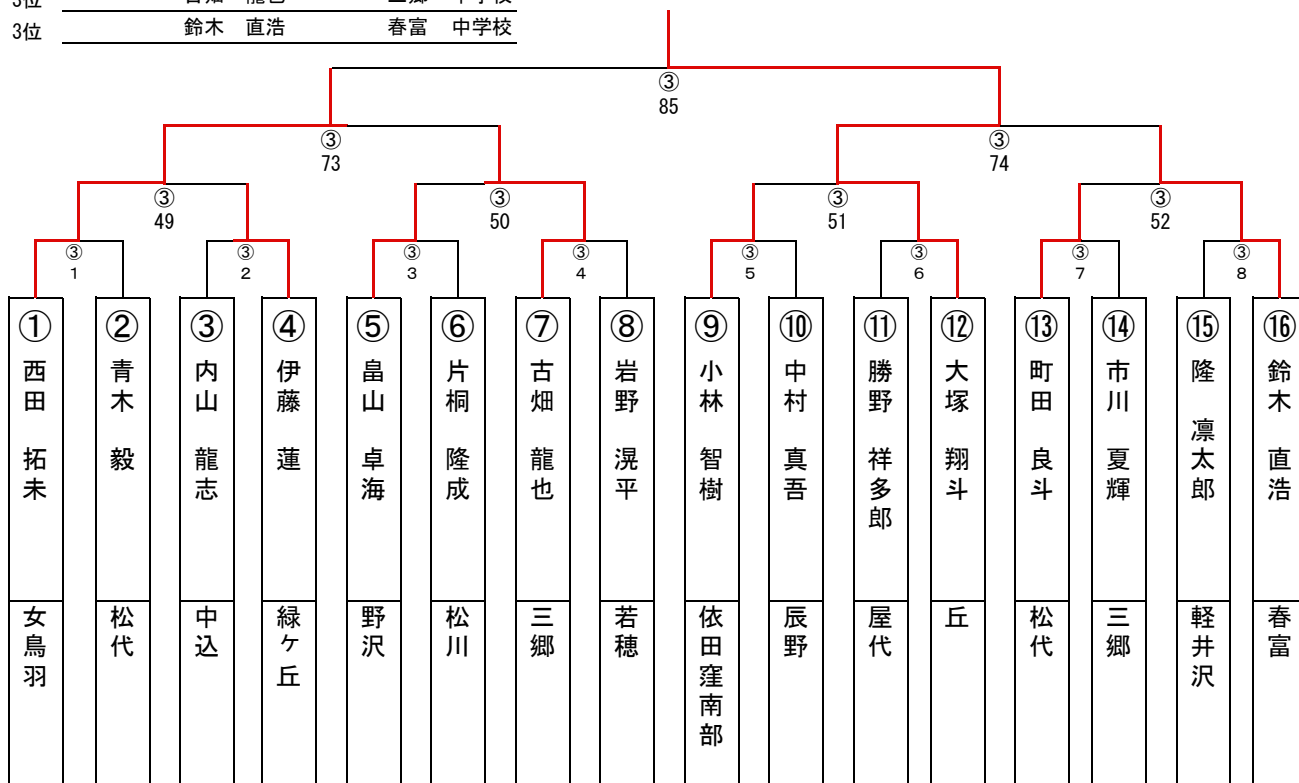 3位 鈴木 直浩 春富 中学校
③
85
③ ③
73 74
③ ③ ③ ③
49 50 51 52
③ ③ ③ ③ ③ ③ ③ ③
1 2 3 4 5 6 7 8
① 西田 拓未 女鳥羽
② 青木 毅 松代
③ 内山 龍志 中込
④ 伊藤 蓮 緑ケ丘
⑤ 畠山 卓海 野沢
⑥ 片桐 隆成 松川
⑦ 古畑 龍也 三郷
⑧ 岩野 滉平 若穂
⑨ 小林 智樹 依田窪南部
⑩ 中村 真吾 辰野
⑪ 勝野 祥多郎 屋代
⑫ 大塚 翔斗 丘
⑬ 町田 良斗 松代
⑭ 市川 夏輝 三郷
⑮ 隆 凛太郎 軽井沢
⑯ 鈴木 直浩 春富